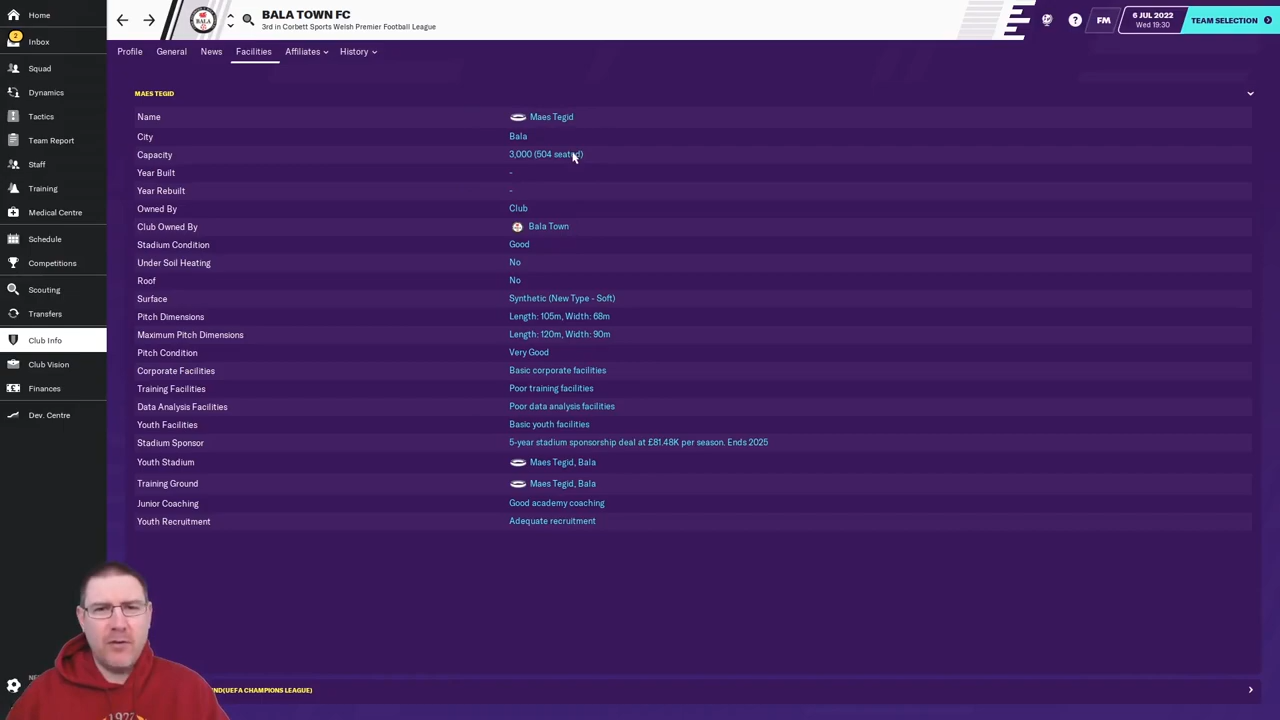 Home
BALA TOWN FC
3rd in Corbett Sports Welsh Premier Football League
FM
6 JUL 2022
Wed 19:30
TEAM SELECTION
2
Inbox
Squad
Dynamics
Tactics
Team Report
Staff
Training
Medical Centre
Schedule
Competitions
Scouting
Transfers
Club Info
Club Vision
Finances
Dev. Centre
Profile
General
News
Facilities
Affiliates
History
MAES TEGID
Name
Maes Tegid
City
Bala
Capacity
3,000 (504 seated)
Year Built
-
Year Rebuilt
-
Owned By
Club
Club Owned By
Bala Town
Stadium Condition
Good
Under Soil Heating
No
Roof
No
Surface
Synthetic (New Type - Soft)
Pitch Dimensions
Length: 105m, Width: 68m
Maximum Pitch Dimensions
Length: 120m, Width: 90m
Pitch Condition
Very Good
Corporate Facilities
Basic corporate facilities
Training Facilities
Poor training facilities
Data Analysis Facilities
Poor data analysis facilities
Youth Facilities
Basic youth facilities
Stadium Sponsor
5-year stadium sponsorship deal at £81.48K per season. Ends 2025
Youth Stadium
Maes Tegid, Bala
Training Ground
Maes Tegid, Bala
Junior Coaching
Good academy coaching
Youth Recruitment
Adequate recruitment
(UEFA CHAMPIONS LEAGUE)